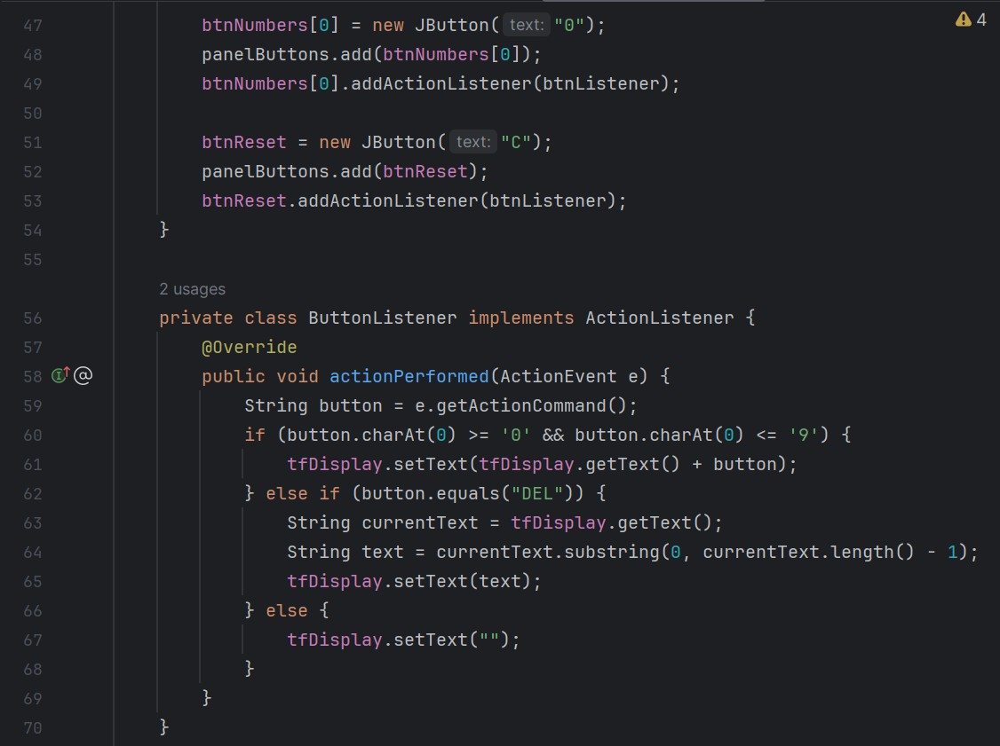 47 btnNumbers[0] = new JButton( text: "0");
4
48 panelButtons.add(btnNumbers[0]);
49 btnNumbers[0].addActionListener(btnListener);
50
51 btnReset = new JButton( text: "C");
52 panelButtons.add(btnReset);
53 btnReset.addActionListener(btnListener);
54 }
55
2 usages
56 private class ButtonListener implements ActionListener {
57 @Override
58 public void actionPerformed(ActionEvent e) {
59 String button = e.getActionCommand();
60 if (button.charAt(0) >= '0' && button.charAt(0) <= '9') {
61 tfDisplay.setText(tfDisplay.getText() + button);
62 } else if (button.equals("DEL")) {
63 String currentText = tfDisplay.getText();
64 String text = currentText.substring(0, currentText.length() - 1);
65 tfDisplay.setText(text);
66 } else {
67 tfDisplay.setText("");
68 }
69 }
70 }